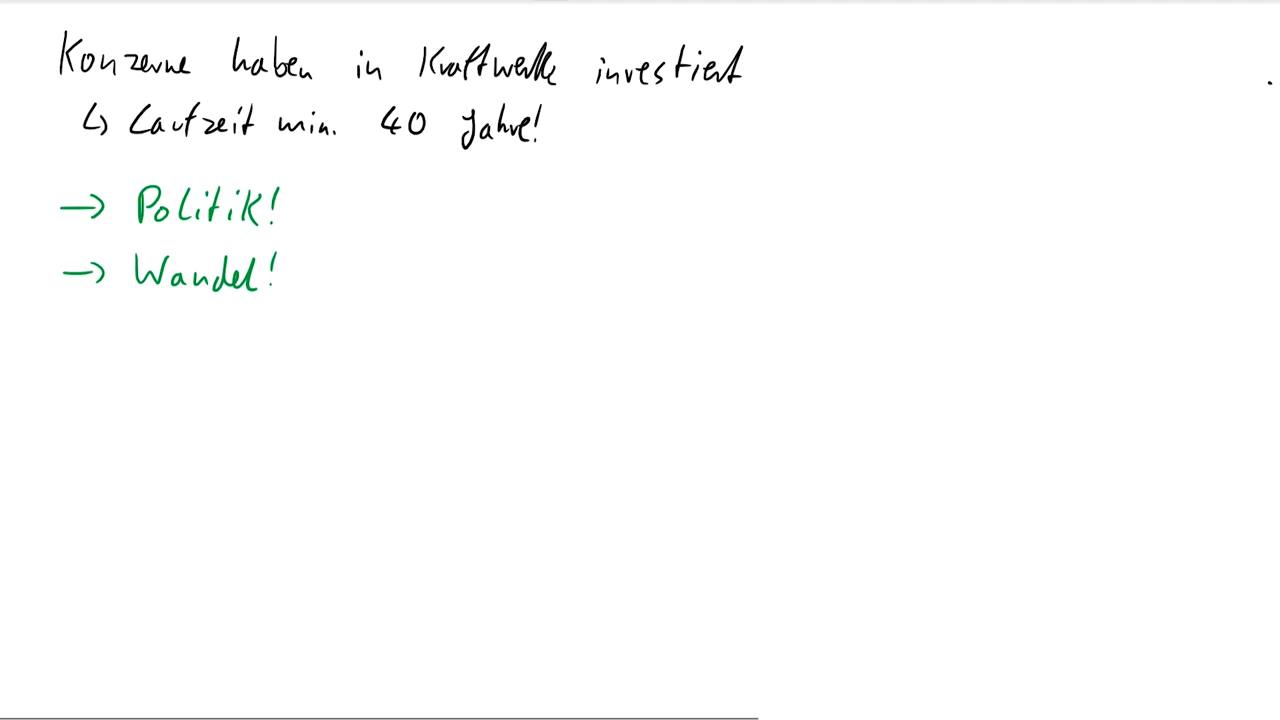 Konzerne haben in Kraftwerke investiert
↳ Laufzeit min. 40 Jahre!
→ Politik!
→ Wandel!